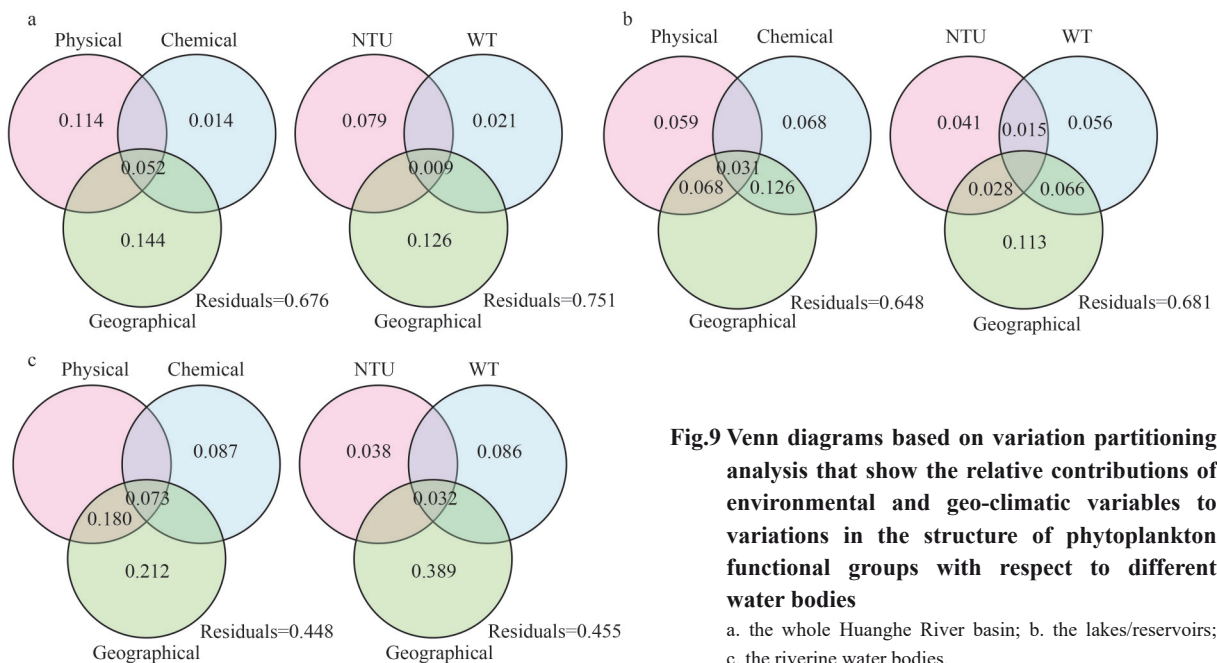 a
Physical Chemical NTU WT
0.114 0.014 0.079 0.021
0.052 0.009
0.144 0.126
Residuals=0.676 Residuals=0.751
Geographical Geographical
b
Physical Chemical NTU WT
0.059 0.068 0.041 0.015 0.056
0.031
0.068 0.126 0.028 0.066
0.113
Residuals=0.648 Residuals=0.681
Geographical Geographical
c
Physical Chemical NTU WT
0.087 0.038 0.086
0.073 0.032
0.180
0.212 0.389
Residuals=0.448 Residuals=0.455
Geographical Geographical
Fig.9 Venn diagrams based on variation partitioning
analysis that show the relative contributions of
environmental and geo-climatic variables to
variations in the structure of phytoplankton
functional groups with respect to different
water bodies
a. the whole Huanghe River basin; b. the lakes/reservoirs;
c. the riverine water bodies